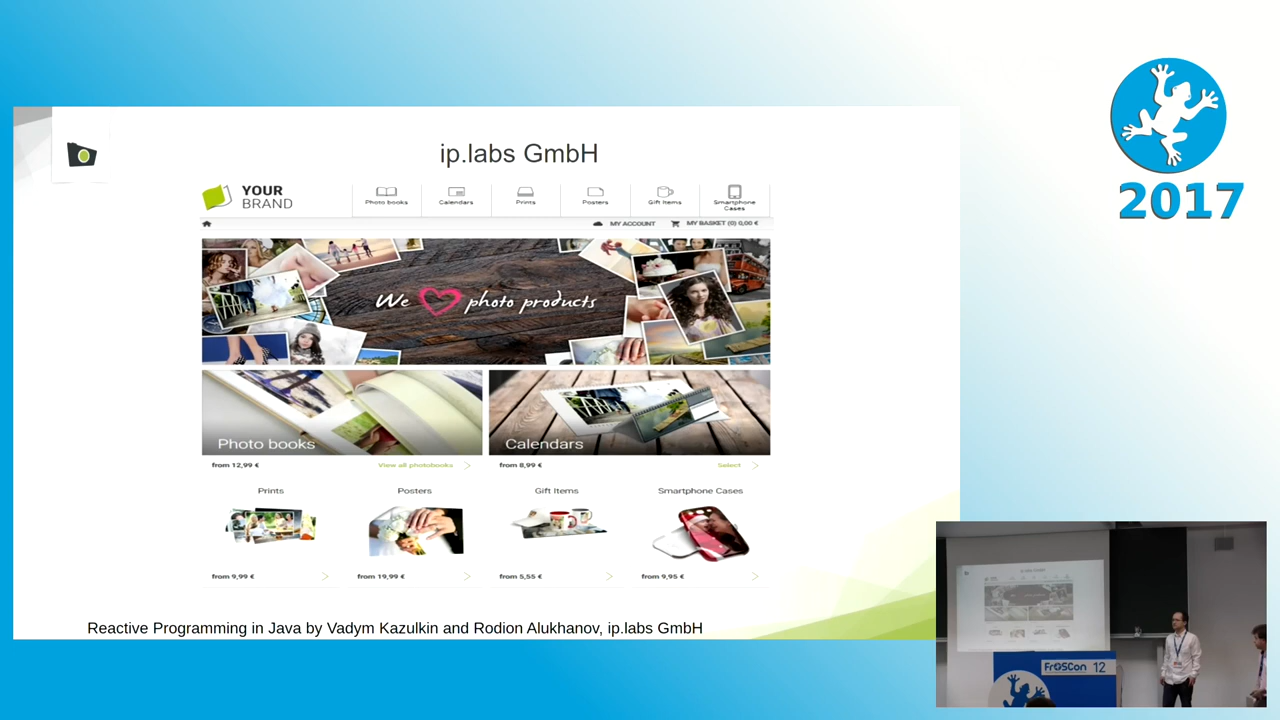 2017
ip.labs GmbH
YOUR
BRAND
Photo books
Calendars
Prints
Posters
Gift Items
Smartphone
Cases
MY ACCOUNT
MY BASKET (0) 0,00 €
We photo products
Photo books
Calendars
from 12,99 €
View all photobooks
from 8,99 €
Select
Prints
Posters
Gift Items
Smartphone Cases
from 9,99 €
from 19,99 €
from 5,55 €
from 9,95 €
Reactive Programming in Java by Vadym Kazulkin and Rodion Alukhanov, ip.labs GmbH
FrOSCon 12